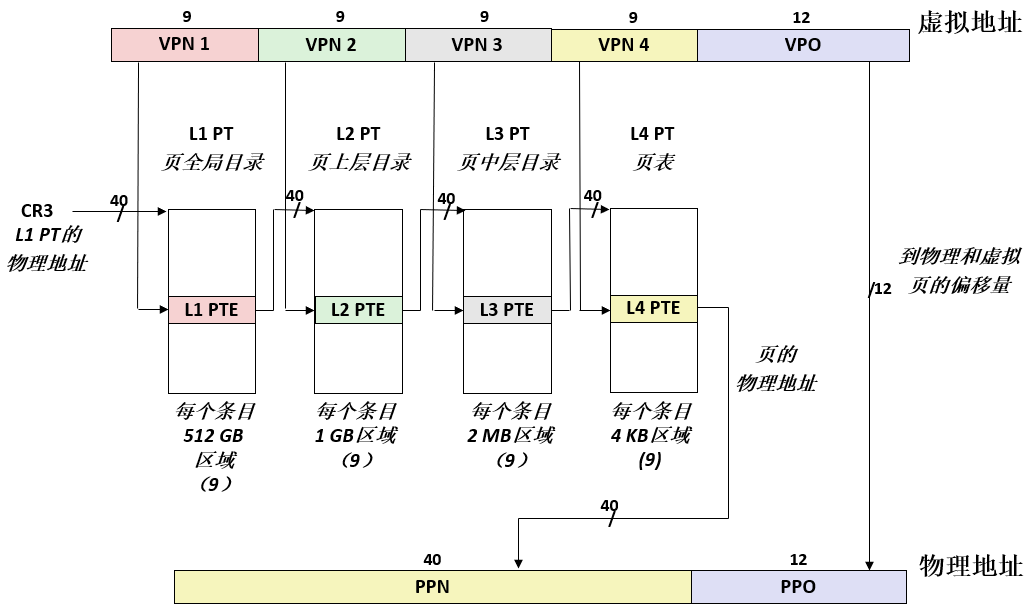 9 9 9 9 12
虚拟地址
VPN 1 VPN 2 VPN 3 VPN 4 VPO
L1 PT L2 PT L3 PT L4 PT
页全局目录 页上层目录 页中层目录 页表
40 40 40 40
CR3
L1 PT的
物理地址
到物理和虚拟
页的偏移量
12
L1 PTE L2 PTE L3 PTE L4 PTE
页的
物理地址
每个条目 每个条目 每个条目 每个条目
512 GB 1 GB区域 2 MB区域 4 KB区域
区域 （9） （9） (9)
（9）
40
40 12
物理地址
PPN PPO